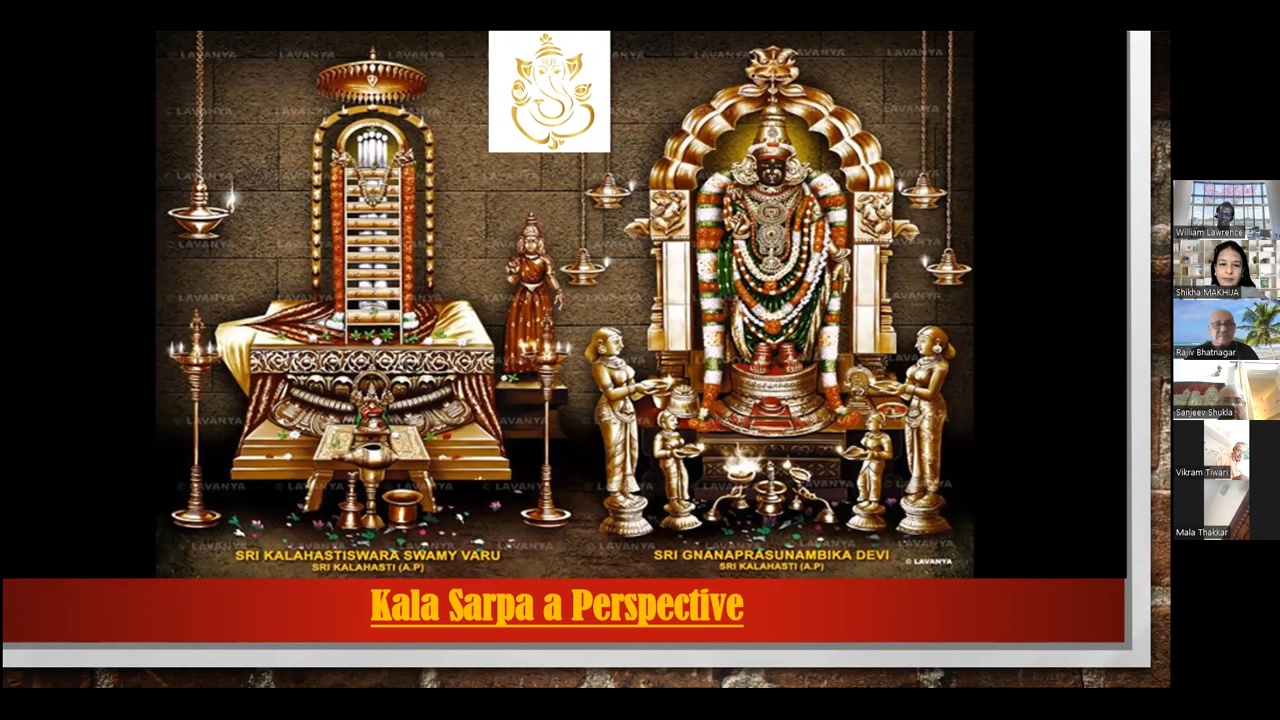 SRI KALAHASTISWARA SWAMY VARU
SRI KALAHASTI (A.P)
SRI GNANAPRASUNAMBIKA DEVI
SRI KALAHASTI (A.P)
© LAVANYA
Kala Sarpa a Perspective
William Lawrence
Shikha MAKHIJA
Rajiv Bhatnagar
Sanjeev Shukla
Vikram Tiwari
Mala Thakkar